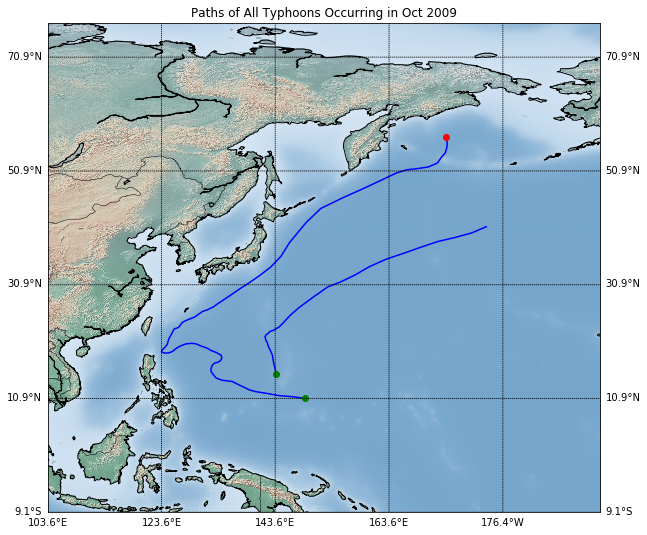 Paths of All Typhoons Occurring in Oct 2009
70.9°N 70.9°N
50.9°N 50.9°N
30.9°N 30.9°N
10.9°N 10.9°N
9.1°S 9.1°S
103.6°E 123.6°E 143.6°E 163.6°E 176.4°W